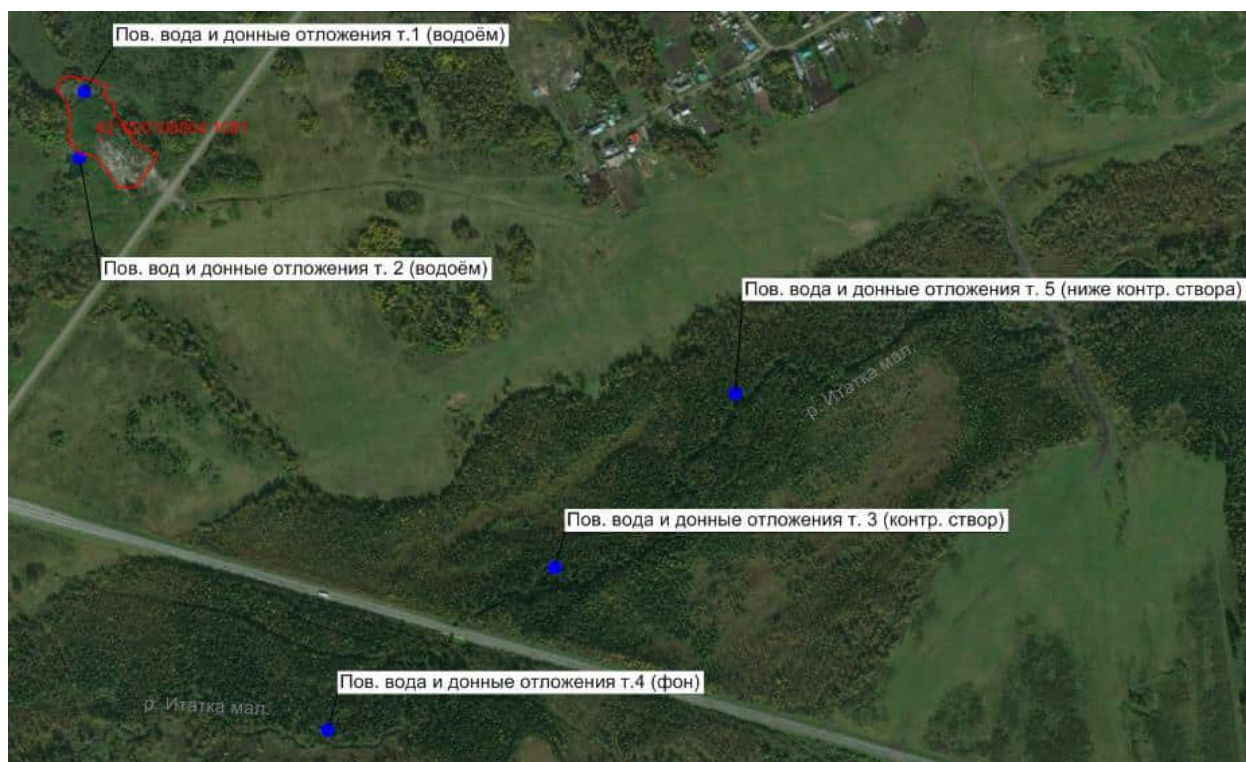 Пов. вода и донные отложения т.1 (водоём)
Пов. вод и донные отложения т. 2 (водоём)
Пов. вода и донные отложения т. 5 (ниже контр. створа)
р. Итатка мал.
Пов. вода и донные отложения т. 3 (контр. створ)
Пов. вода и донные отложения т.4 (фон)
р. Итатка мал.